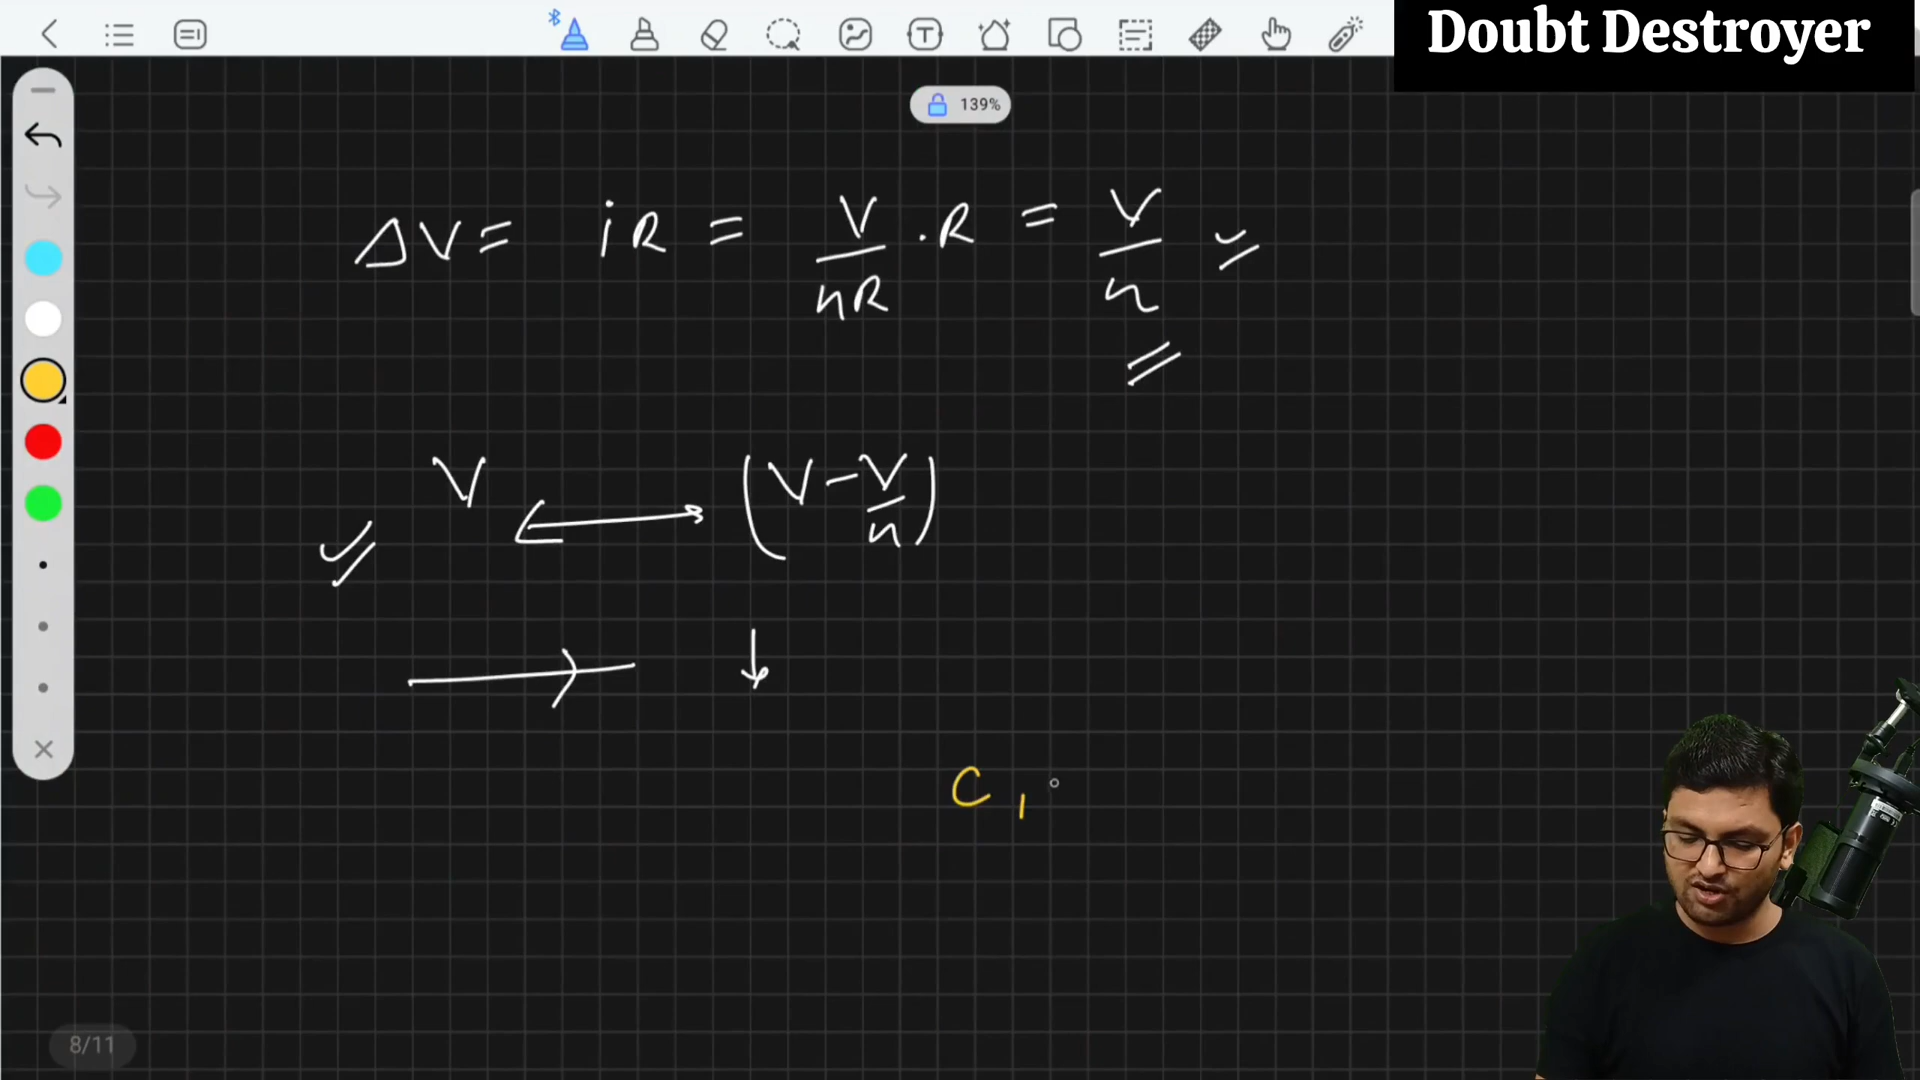 Doubt Destroyer
139%
ΔV = iR = V/nR . R = V/n
V (V - V/n)
C ,
8/11